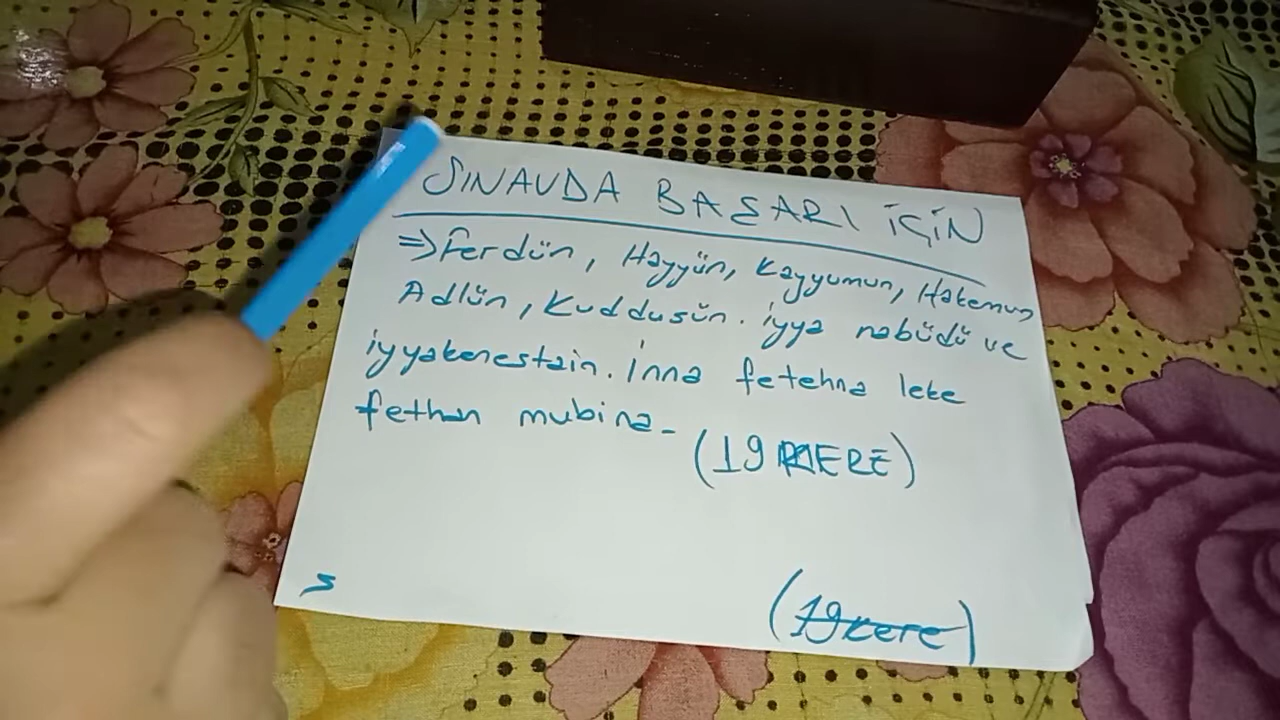 SINAVDA BAŞARI İÇİN
⇒ Ferdün, Hayyün, Kayyumun, Hakemun
Adlün, Kuddusün. iyya nabüdü ve
iyyakenestain. İnna fetehna leke
fethan mubina-
(19 KERE)
(19 kere)